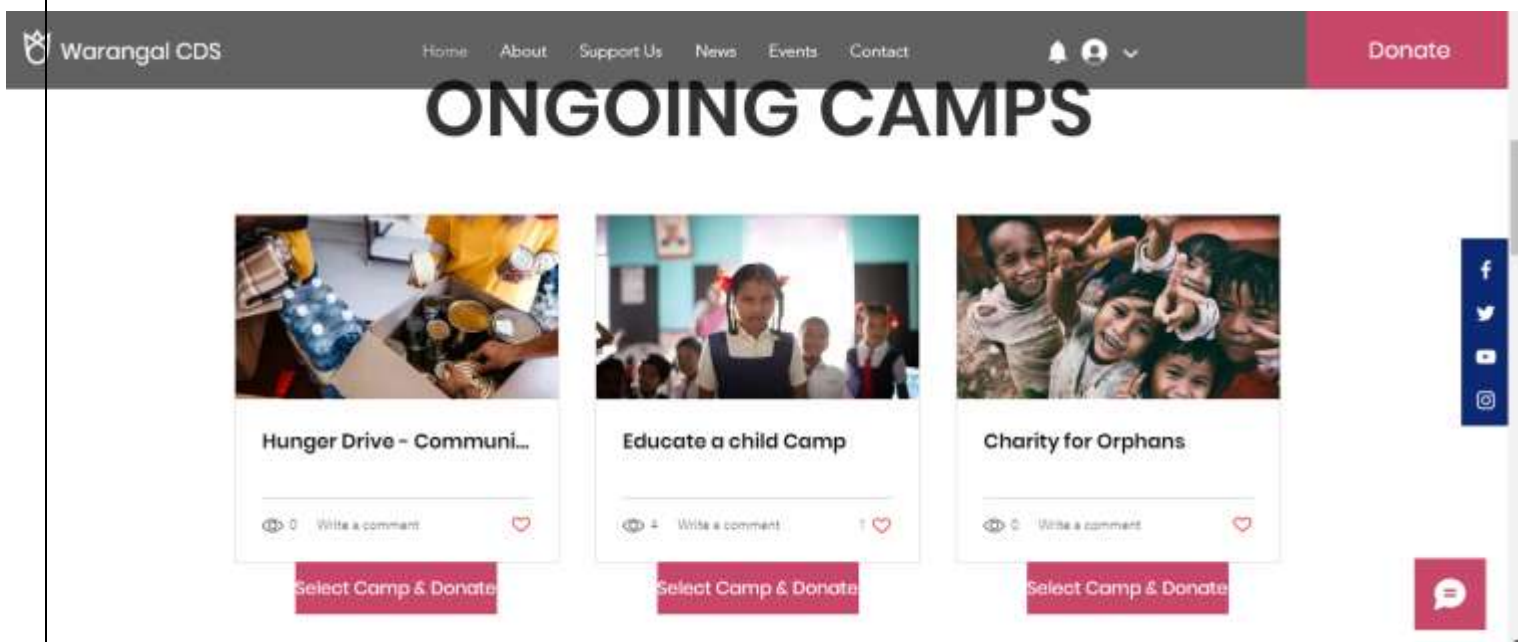 Warangal CDS Home About Support Us News Events Contact Donate
ONGOING CAMPS
Hunger Drive - Communi... Educate a child Camp Charity for Orphans
0 Write a comment 4 Write a comment 1 0 Write a comment
Select Camp & Donate Select Camp & Donate Select Camp & Donate